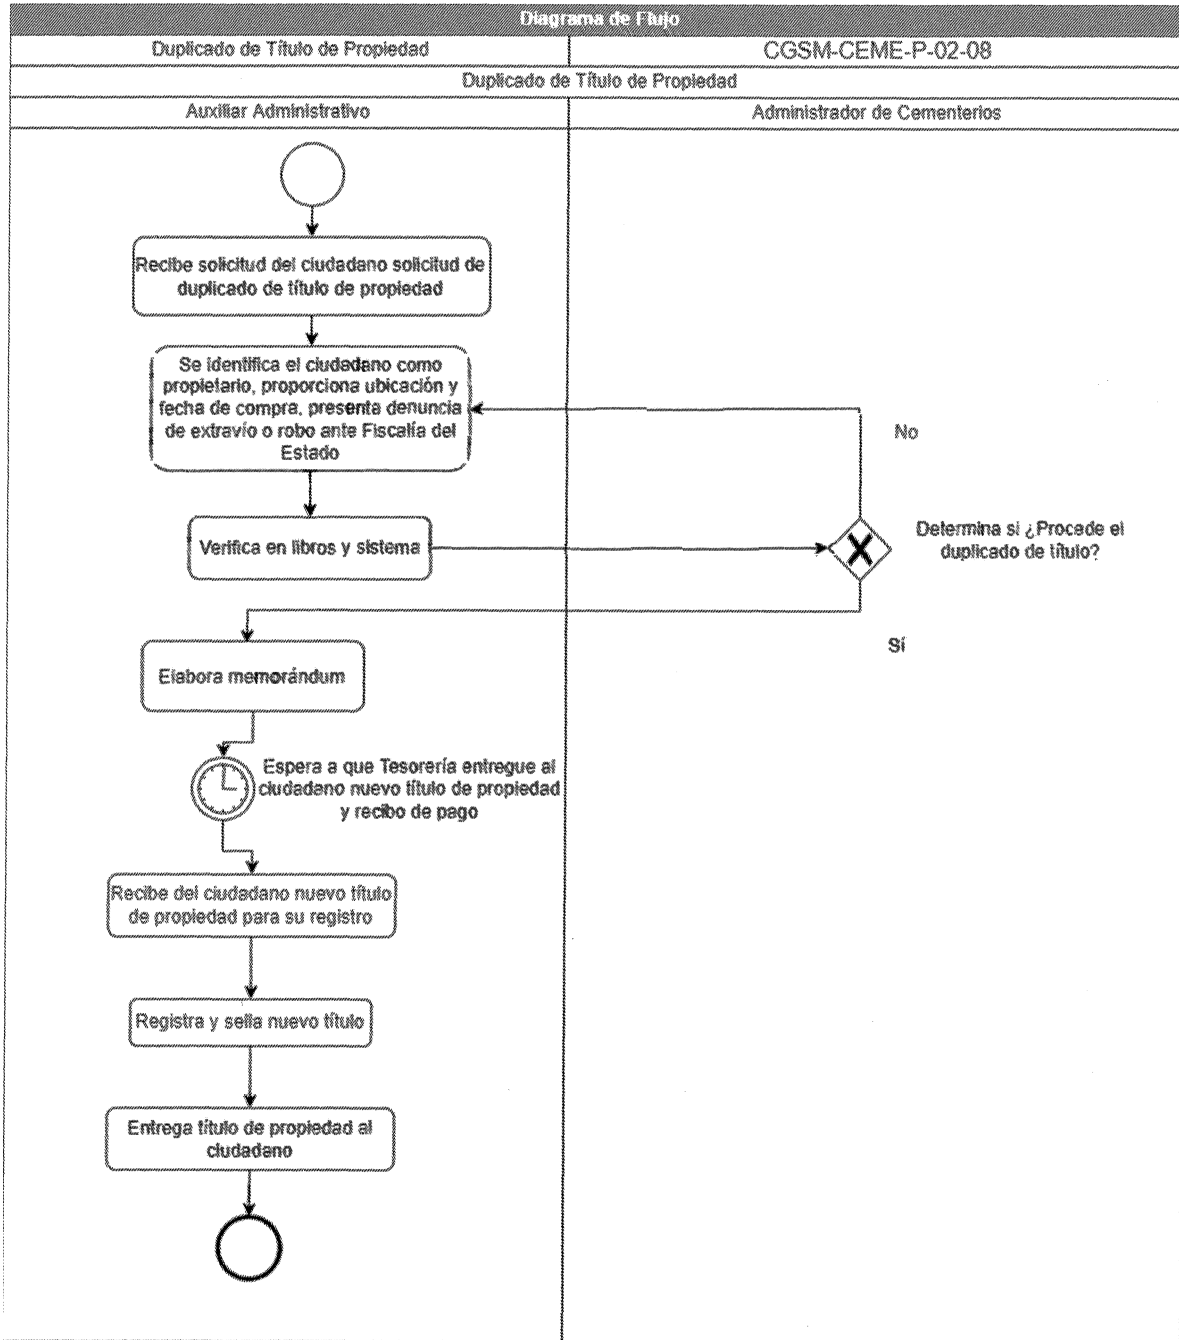 Diagrama de Flujo
Duplicado de Título de Propiedad
CGSM-CEME-P-02-08
Duplicado de Título de Propiedad
Auxiliar Administrativo
Administrador de Cementerios
Recibe solicitud del ciudadano solicitud de
duplicado de título de propiedad
Se identifica el ciudadano como
propietario, proporciona ubicación y
fecha de compra, presenta denuncia
de extravío o robo ante Fiscalía del
Estado
No
Verifica en libros y sistema
Determina si ¿Procede el
duplicado de título?
Sí
Elabora memorándum
Espera a que Tesorería entregue al
ciudadano nuevo título de propiedad
y recibo de pago
Recibe del ciudadano nuevo título
de propiedad para su registro
Registra y sella nuevo título
Entrega título de propiedad al
ciudadano